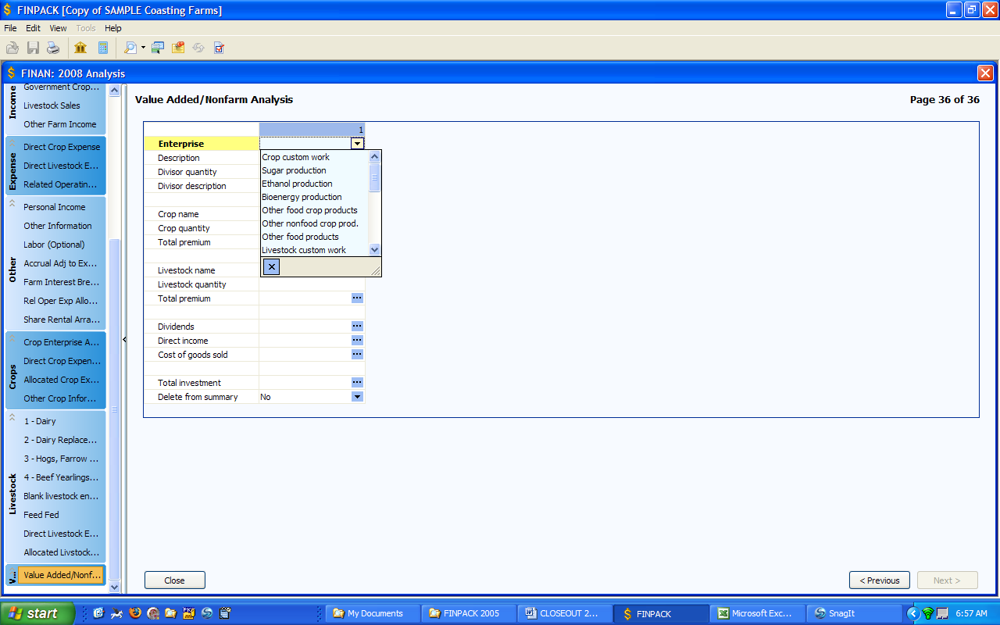 FINPACK [Copy of SAMPLE Coasting Farms]
File Edit View Tools Help
FINAN: 2008 Analysis
Income
Government Crop...
Livestock Sales
Other Farm Income
Expense
Direct Crop Expense
Direct Livestock E...
Related Operatin...
Other
Personal Income
Other Information
Labor (Optional)
Accrual Adj to Ex...
Farm Interest Bre...
Rel Oper Exp Allo...
Share Rental Arra...
Crops
Crop Enterprise A...
Direct Crop Expen...
Allocated Crop Ex...
Other Crop Infor...
Livestock
1 - Dairy
2 - Dairy Replace...
3 - Hogs, Farrow ...
4 - Beef Yearlings...
Blank livestock en...
Feed Fed
Direct Livestock E...
Allocated Livstock...
V...
Value Added/Nonf...
Value Added/Nonfarm Analysis
Page 36 of 36
1
Enterprise
Description
Divisor quantity
Divisor description
Crop name
Crop quantity
Total premium
Livestock name
Livestock quantity
Total premium
Dividends
Direct income
Cost of goods sold
Total investment
Delete from summary No
Crop custom work
Sugar production
Ethanol production
Bioenergy production
Other food crop products
Other nonfood crop prod.
Other food products
Livestock custom work
Close
< Previous
Next >
start
My Documents
FINPACK 2005
CLOSEOUT 2...
FINPACK
Microsoft Exc...
SnagIt
6:57 AM